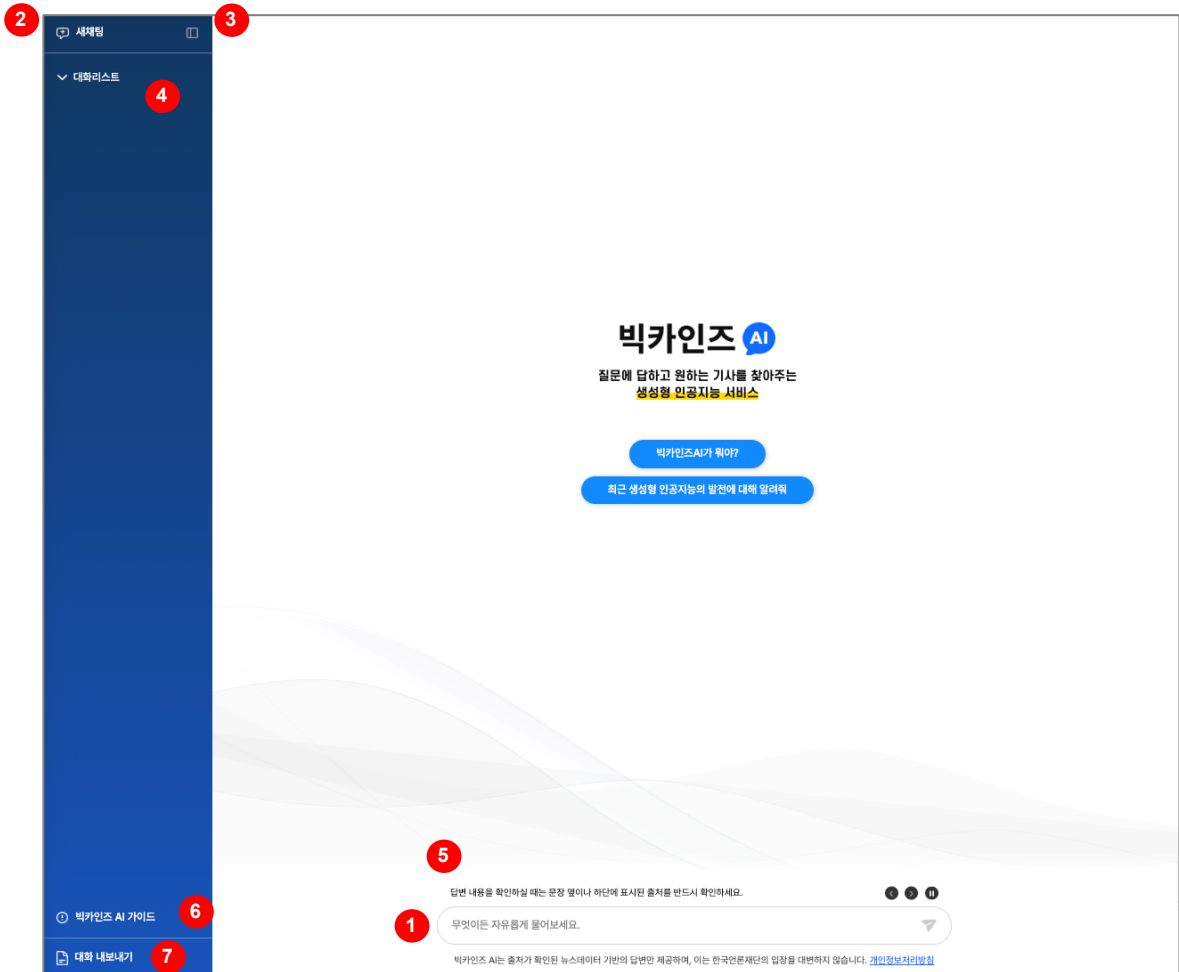 2
새채팅
3
대화리스트
4
빅카인즈 AI
질문에 답하고 원하는 기사를 찾아주는
생성형 인공지능 서비스
빅카인즈AI가 뭐야?
최근 생성형 인공지능의 발전에 대해 알려줘
5
답변 내용을 확인하실 때는 문장 옆이나 하단에 표시된 출처를 반드시 확인하세요.
빅카인즈 AI 가이드
6
1
무엇이든 자유롭게 물어보세요.
대화 내보내기
7
빅카인즈 AI는 출처가 확인된 뉴스데이터 기반의 답변만 제공하며, 이는 한국언론재단의 입장을 대변하지 않습니다. 개인정보처리방침